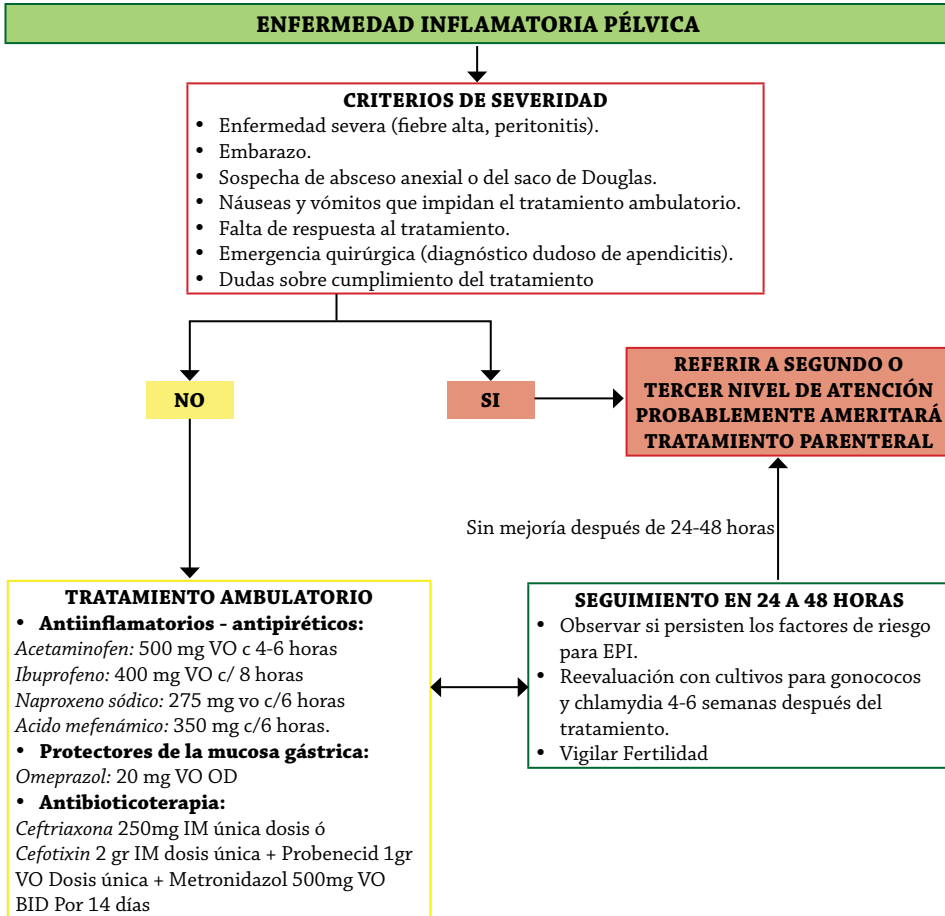 ENFERMEDAD INFLAMATORIA PÉLVICA
CRITERIOS DE SEVERIDAD
• Enfermedad severa (fiebre alta, peritonitis).
• Embarazo.
• Sospecha de absceso anexial o del saco de Douglas.
• Náuseas y vómitos que impidan el tratamiento ambulatorio.
• Falta de respuesta al tratamiento.
• Emergencia quirúrgica (diagnóstico dudoso de apendicitis).
• Dudas sobre cumplimiento del tratamiento
NO
SI
REFERIR A SEGUNDO O
TERCER NIVEL DE ATENCIÓN
PROBABLEMENTE AMERITARÁ
TRATAMIENTO PARENTERAL
Sin mejoría después de 24-48 horas
TRATAMIENTO AMBULATORIO
• Antiinflamatorios - antipiréticos:
Acetaminofen: 500 mg VO c 4-6 horas
Ibuprofeno: 400 mg VO c/ 8 horas
Naproxeno sódico: 275 mg vo c/6 horas
Acido mefenámico: 350 mg c/6 horas.
• Protectores de la mucosa gástrica:
Omeprazol: 20 mg VO OD
• Antibioticoterapia:
Ceftriaxona 250mg IM única dosis ó
Cefotixin 2 gr IM dosis única + Probenecid 1gr
VO Dosis única + Metronidazol 500mg VO
BID Por 14 días
SEGUIMIENTO EN 24 A 48 HORAS
• Observar si persisten los factores de riesgo
para EPI.
• Reevaluación con cultivos para gonococos
y chlamydia 4-6 semanas después del
tratamiento.
• Vigilar Fertilidad